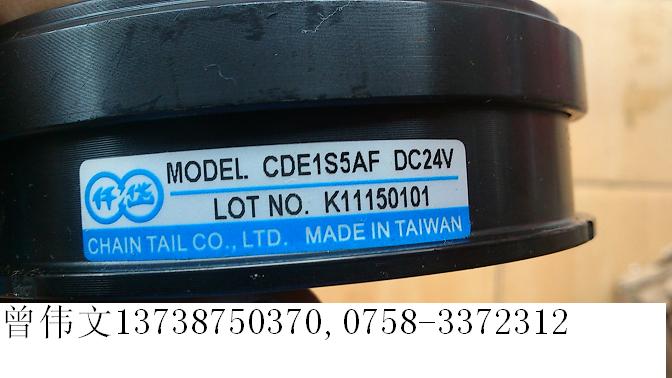 MODEL. CDE1S5AF DC24V
仟岱
LOT NO. K11150101
CHAIN TAIL CO., LTD. MADE IN TAIWAN
曾伟文13738750370,0758-3372312